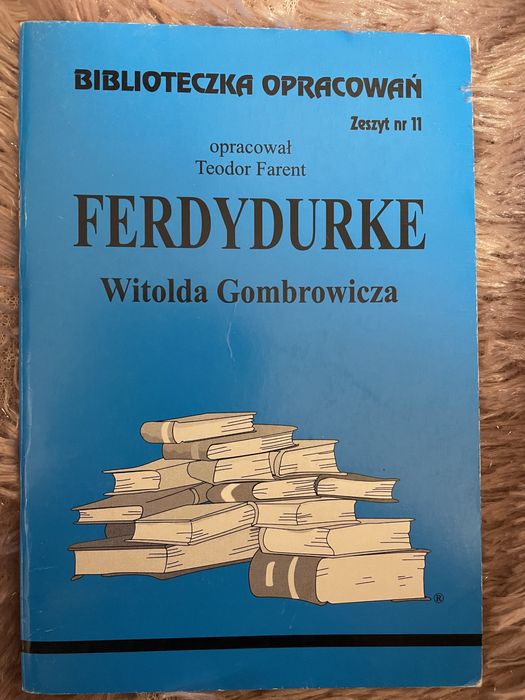 BIBLIOTECZKA OPRACOWAŃ
Zeszyt nr 11
opracował
Teodor Farent
FERDYDURKE
Witolda Gombrowicza
®